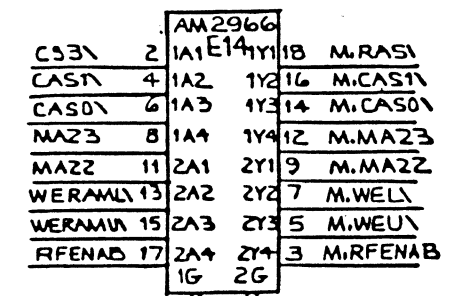 AM2966
E14
CS3\ 2 1A1 1Y1 18 M.RAS\
CAS1\ 4 1A2 1Y2 16 M.CAS1\
CAS0\ 6 1A3 1Y3 14 M.CAS0\
MA23 8 1A4 1Y4 12 M.MA23
MA22 11 2A1 2Y1 9 M.MA22
WERAML\ 13 2A2 2Y2 7 M.WEL\
WERAMU\ 15 2A3 2Y3 5 M.WEU\
RFENAB 17 2A4 2Y4 3 M.RFENAB
1G 2G